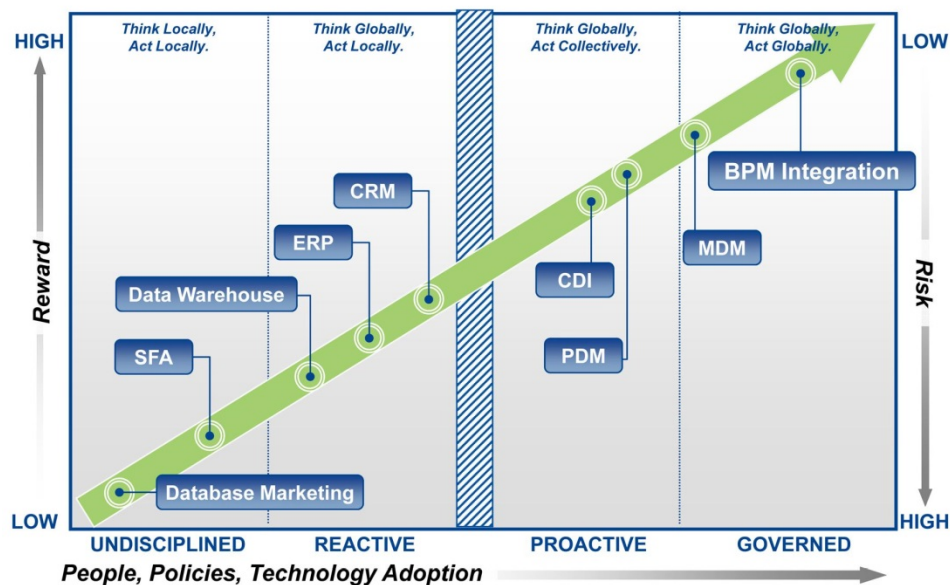 HIGH
Think Locally,
Act Locally.
Think Globally,
Act Locally.
Think Globally,
Act Collectively.
Think Globally,
Act Globally.
LOW
BPM Integration
CRM
ERP
MDM
CDI
Data Warehouse
SFA
PDM
Database Marketing
Reward
Risk
LOW
HIGH
UNDISCIPLINED
REACTIVE
PROACTIVE
GOVERNED
People, Policies, Technology Adoption